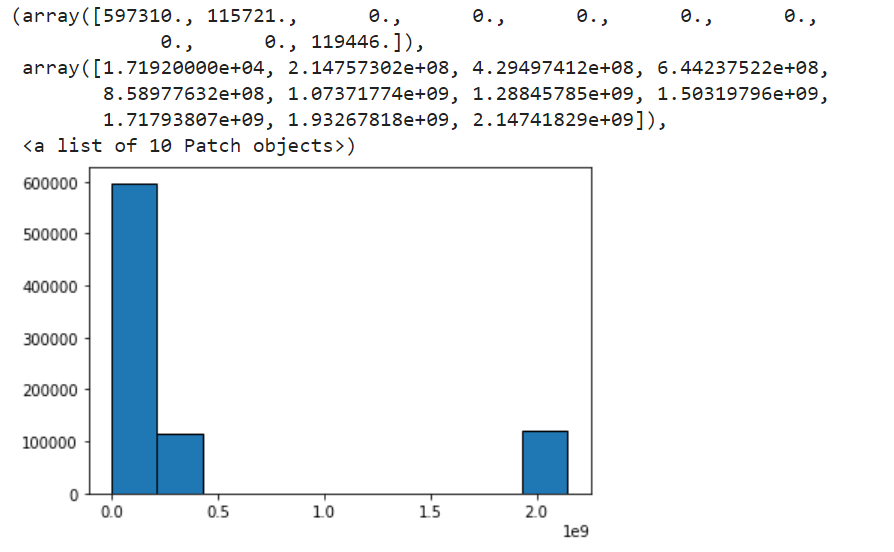 (array([597310., 115721.,      0.,      0.,      0.,      0.,      0.,
             0.,      0., 119446.]),
 array([1.71920000e+04, 2.14757302e+08, 4.29497412e+08, 6.44237522e+08,
        8.58977632e+08, 1.07371774e+09, 1.28845785e+09, 1.50319796e+09,
        1.71793807e+09, 1.93267818e+09, 2.14741829e+09]),
 <a list of 10 Patch objects>)
600000
500000
400000
300000
200000
100000
0
0.0 0.5 1.0 1.5 2.0
1e9